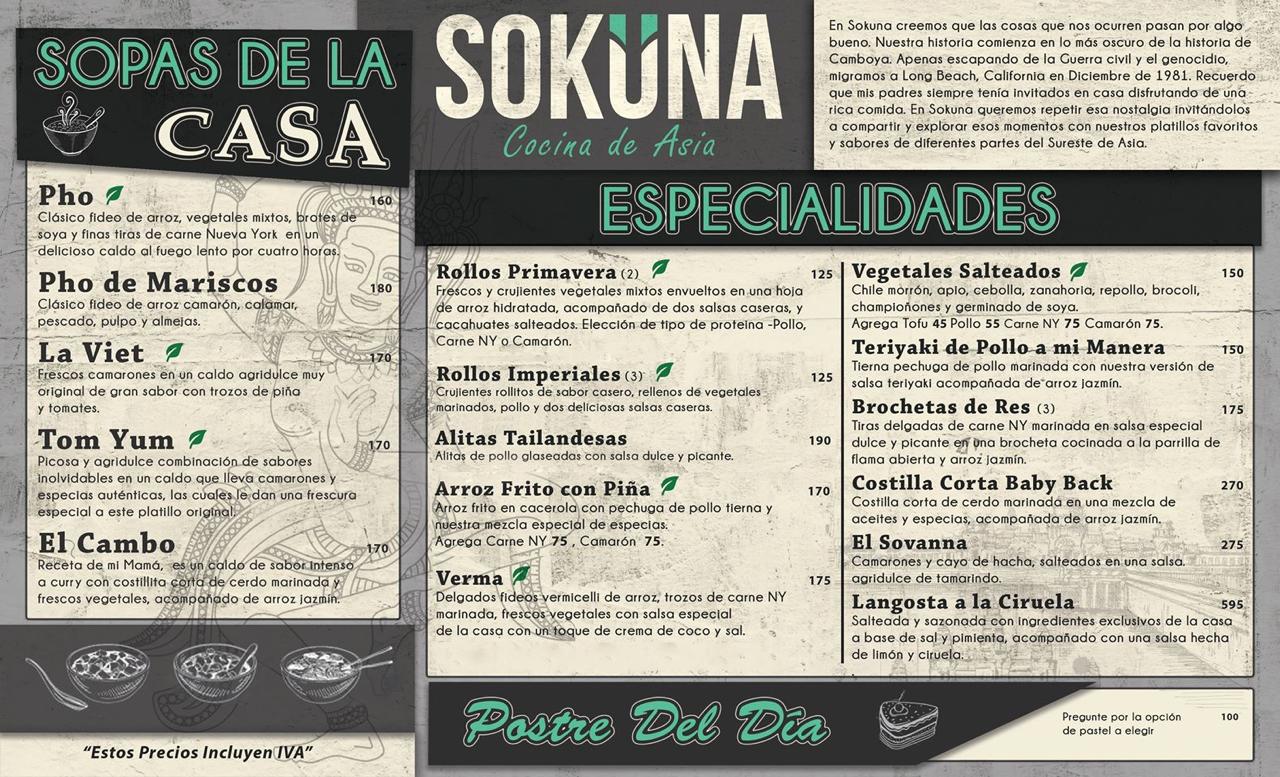 SOPAS DE LA
CASA
Pho
160
Clásico fideo de arroz, vegetales mixtos, brotes de
soya y finas tiras de carne Nueva York en un
delicioso caldo al fuego lento por cuatro horas.
Pho de Mariscos
180
Clásico fideo de arroz camarón, calamar,
pescado, pulpo y almejas.
La Viet
170
Frescos camarones en un caldo agridulce muy
original de gran sabor con trozos de piña
y tomates.
Tom Yum
170
Picosa y agridulce combinación de sabores
inolvidables en un caldo que lleva camarones y
especias auténticas, las cuales le dan una frescura
especial a este platillo original.
El Cambo
170
Receta de mi Mamá, es un caldo de sabor intenso
a curry con costillita corta de cerdo marinada y
frescos vegetales, acompañado de arroz jazmín.
“Estos Precios Incluyen IVA”
SOKUNA
Cocina de Asia
En Sokuna creemos que las cosas que nos ocurren pasan por algo
bueno. Nuestra historia comienza en lo más oscuro de la historia de
Camboya. Apenas escapando de la Guerra civil y el genocidio,
migramos a Long Beach, California en Diciembre de 1981. Recuerdo
que mis padres siempre tenía invitados en casa disfrutando de una
rica comida. En Sokuna queremos repetir esa nostalgia invitándolos
a compartir y explorar esos momentos con nuestros platillos favoritos
y sabores de diferentes partes del Sureste de Asia.
ESPECIALIDADES
Rollos Primavera (2)
125
Frescos y crujientes vegetales mixtos envueltos en una hoja
de arroz hidratada, acompañado de dos salsas caseras, y
cacahuates salteados. Elección de tipo de proteina -Pollo,
Carne NY o Camarón.
Rollos Imperiales (3)
125
Crujientes rollitos de sabor casero, rellenos de vegetales
marinados, pollo y dos deliciosas salsas caseras.
Alitas Tailandesas
190
Alitas de pollo glaseadas con salsa dulce y picante.
Arroz Frito con Piña
170
Arroz frito en cacerola con pechuga de pollo tierna y
nuestra mezcla especial de especias.
Agrega Carne NY 75 , Camarón 75.
Verma
175
Delgados fideos vermicelli de arroz, trozos de carne NY
marinada, frescos vegetales con salsa especial
de la casa con un toque de crema de coco y sal.
Vegetales Salteados
150
Chile morrón, apio, cebolla, zanahoria, repollo, brocoli,
champioñones y germinado de soya.
Agrega Tofu 45 Pollo 55 Carne NY 75 Camarón 75.
Teriyaki de Pollo a mi Manera
150
Tierna pechuga de pollo marinada con nuestra versión de
salsa teriyaki acompañada de arroz jazmín.
Brochetas de Res (3)
175
Tiras delgadas de carne NY marinada en salsa especial
dulce y picante en una brocheta cocinada a la parrilla de
flama abierta y arroz jazmín.
Costilla Corta Baby Back
270
Costilla corta de cerdo marinada en una mezcla de
aceites y especias, acompañada de arroz jazmín.
El Sovanna
275
Camarones y cayo de hacha, salteados en una salsa.
agridulce de tamarindo.
Langosta a la Ciruela
595
Salteada y sazonada con ingredientes exclusivos de la casa
a base de sal y pimienta, acompañado con una salsa hecha
de limón y ciruela.
Postre Del Día
Pregunte por la opción
100
de pastel a elegir